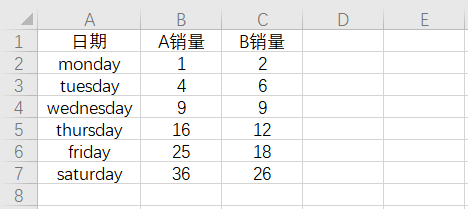 A B C D E
1 日期 A销量 B销量
2 monday 1 2
3 tuesday 4 6
4 wednesday 9 9
5 thursday 16 12
6 friday 25 18
7 saturday 36 26
8